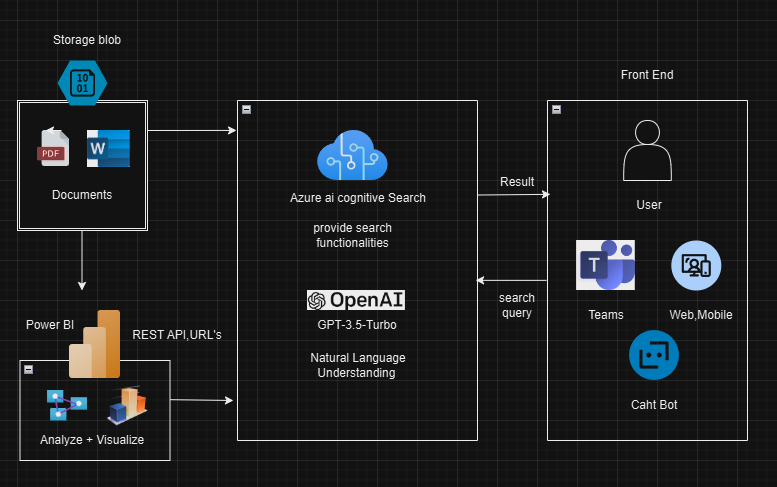 Storage blob
10
01
PDF
W
Documents
Power BI
REST API,URL's
Analyze + Visualize
Azure ai cognitive Search
provide search
functionalities
OpenAI
GPT-3.5-Turbo
Natural Language
Understanding
Result
search
query
Front End
User
T
Teams
Web,Mobile
Caht Bot